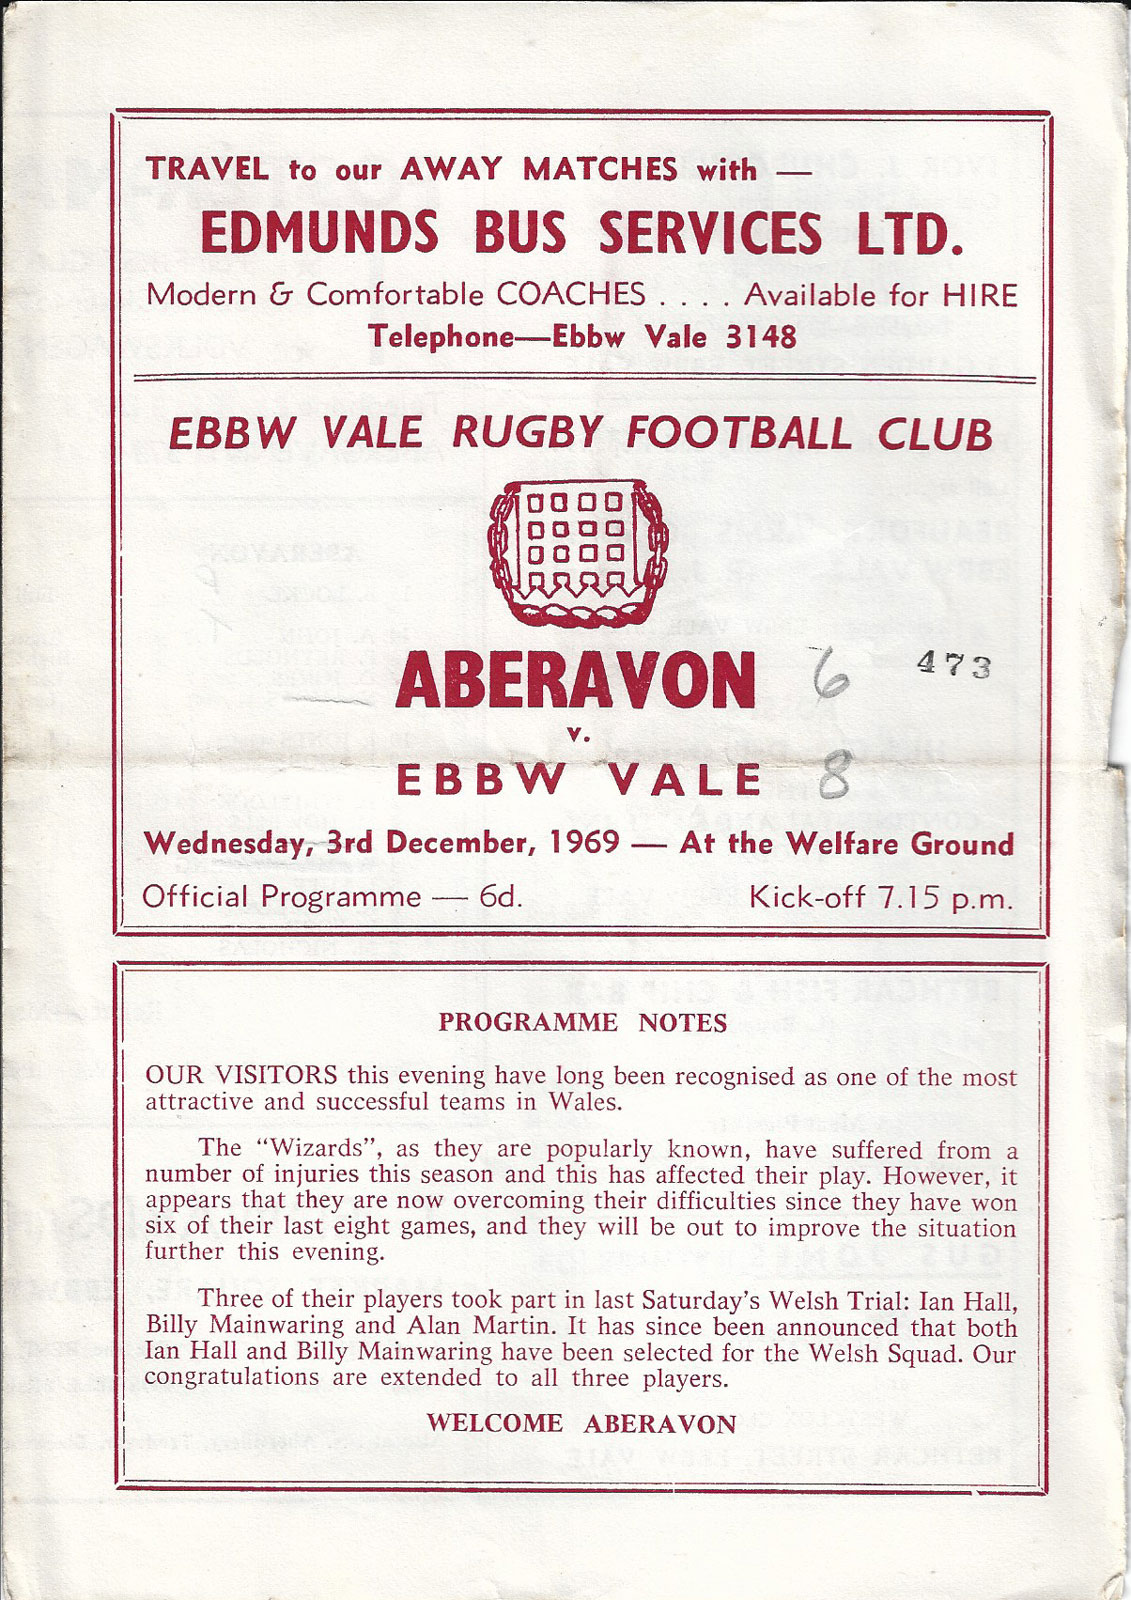 TRAVEL to our AWAY MATCHES with —
EDMUNDS BUS SERVICES LTD.
Modern & Comfortable COACHES . . . . Available for HIRE
Telephone—Ebbw Vale 3148
EBBW VALE RUGBY FOOTBALL CLUB
ABERAVON 6 473
v.
EBBW VALE 8
Wednesday, 3rd December, 1969 — At the Welfare Ground
Official Programme — 6d. Kick-off 7.15 p.m.
PROGRAMME NOTES
OUR VISITORS this evening have long been recognised as one of the most
attractive and successful teams in Wales.
The "Wizards", as they are popularly known, have suffered from a
number of injuries this season and this has affected their play. However, it
appears that they are now overcoming their difficulties since they have won
six of their last eight games, and they will be out to improve the situation
further this evening.
Three of their players took part in last Saturday's Welsh Trial: Ian Hall,
Billy Mainwaring and Alan Martin. It has since been announced that both
Ian Hall and Billy Mainwaring have been selected for the Welsh Squad. Our
congratulations are extended to all three players.
WELCOME ABERAVON